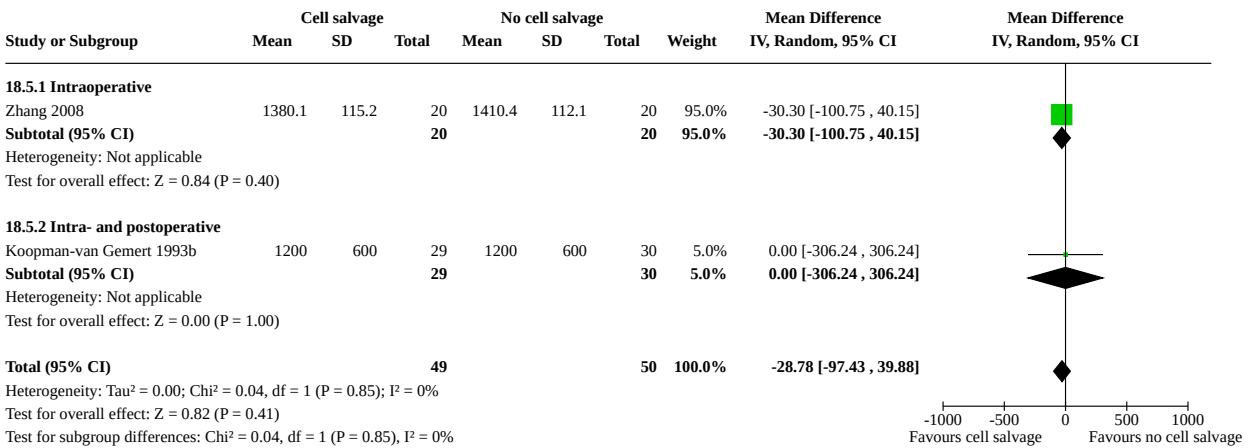 Cell salvage No cell salvage Mean Difference Mean Difference
Study or Subgroup Mean SD Total Mean SD Total Weight IV, Random, 95% CI IV, Random, 95% CI
18.5.1 Intraoperative
Zhang 2008 1380.1 115.2 20 1410.4 112.1 20 95.0% -30.30 [-100.75 , 40.15]
Subtotal (95% CI) 20 20 95.0% -30.30 [-100.75 , 40.15]
Heterogeneity: Not applicable
Test for overall effect: Z = 0.84 (P = 0.40)
18.5.2 Intra- and postoperative
Koopman-van Gemert 1993b 1200 600 29 1200 600 30 5.0% 0.00 [-306.24 , 306.24]
Subtotal (95% CI) 29 30 5.0% 0.00 [-306.24 , 306.24]
Heterogeneity: Not applicable
Test for overall effect: Z = 0.00 (P = 1.00)
Total (95% CI) 49 50 100.0% -28.78 [-97.43 , 39.88]
Heterogeneity: Tau² = 0.00; Chi² = 0.04, df = 1 (P = 0.85); I² = 0%
Test for overall effect: Z = 0.82 (P = 0.41)
-1000 -500 0 500 1000
Test for subgroup differences: Chi² = 0.04, df = 1 (P = 0.85), I² = 0%
Favours cell salvage Favours no cell salvage